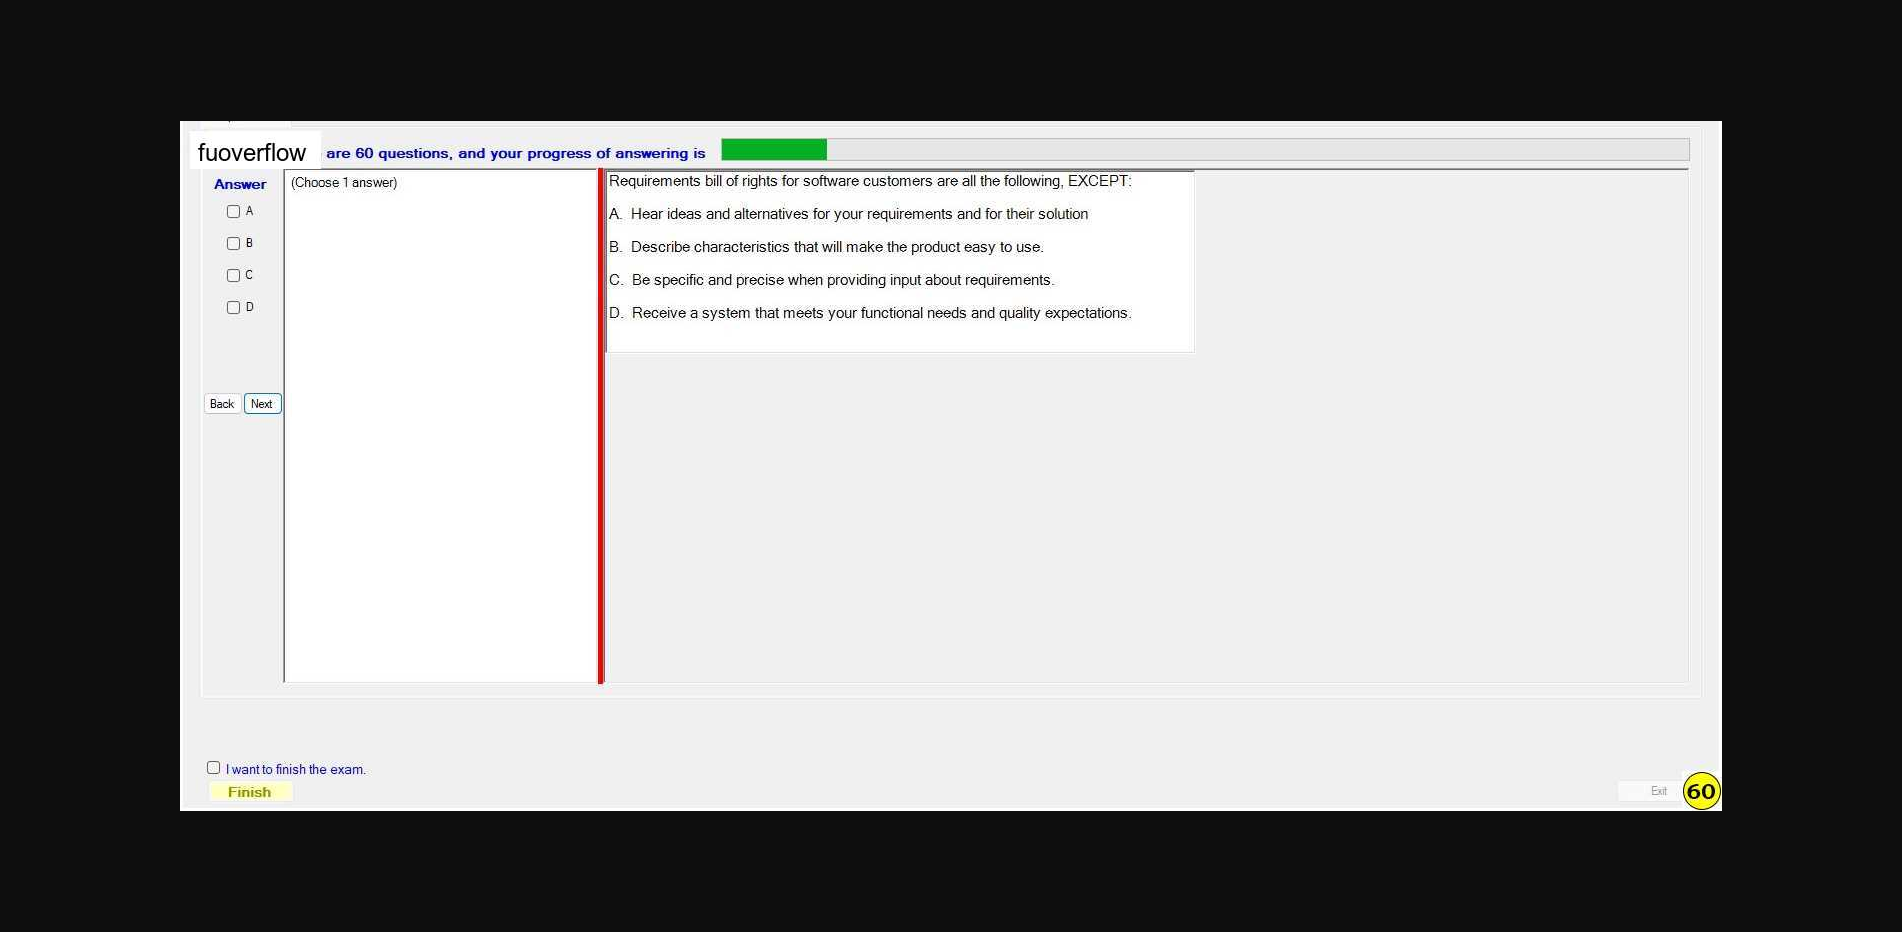 fuoverflow are 60 questions, and your progress of answering is
Answer
(Choose 1 answer)
A
B
C
D
Back Next
Requirements bill of rights for software customers are all the following, EXCEPT:
A. Hear ideas and alternatives for your requirements and for their solution
B. Describe characteristics that will make the product easy to use.
C. Be specific and precise when providing input about requirements.
D. Receive a system that meets your functional needs and quality expectations.
I want to finish the exam.
Finish
Exit
60